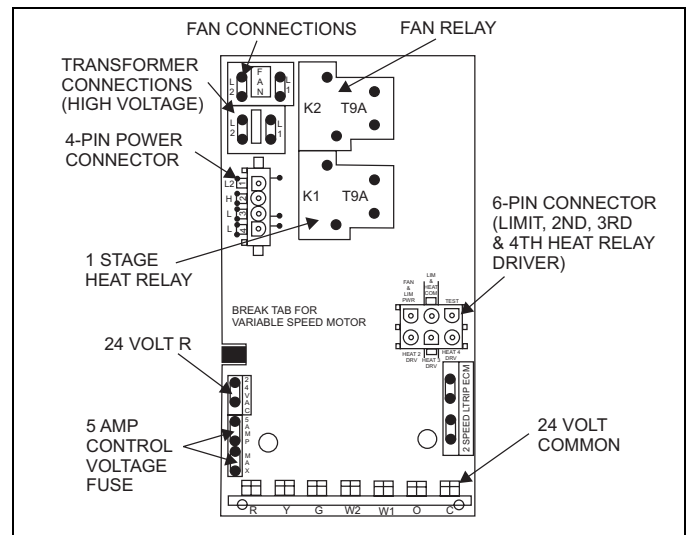 FAN CONNECTIONS
FAN RELAY
TRANSFORMER
CONNECTIONS
(HIGH VOLTAGE)
L2
FAN
L1
L2
L1
K2 T9A
4-PIN POWER
CONNECTOR
L2 1
H 2
L 3
L 4
K1 T9A
6-PIN CONNECTOR
(LIMIT, 2ND, 3RD
& 4TH HEAT RELAY
DRIVER)
1 STAGE
HEAT RELAY
FAN
&
LIM
PWR
LIM
&
HEAT
COM
TEST
BREAK TAB FOR
VARIABLE SPEED MOTOR
HEAT 2
DRV
HEAT 3
DRV
HEAT 4
DRV
24 VOLT R
24VAC
5 AMP
CONTROL
VOLTAGE
FUSE
5AMP MAX
2 SPEED LTRIP ECM
24 VOLT
COMMON
R Y G W2 W1 O C